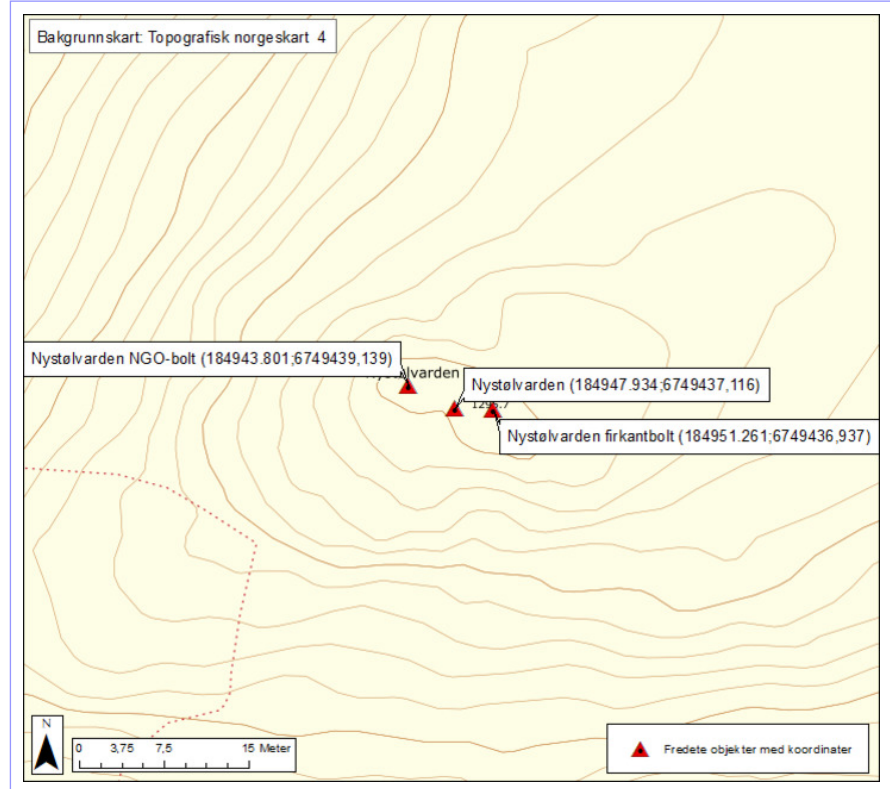 Bakgrunnskart: Topografisk norgeskart 4
Nystølvarden NGO-bolt (184943.801;6749439,139)
Nystølvarden (184947.934;6749437,116)
Nystølvarden firkantbolt (184951.261;6749436,937)
N
0 3,75 7,5 15 Meter
Fredete objekter med koordinater